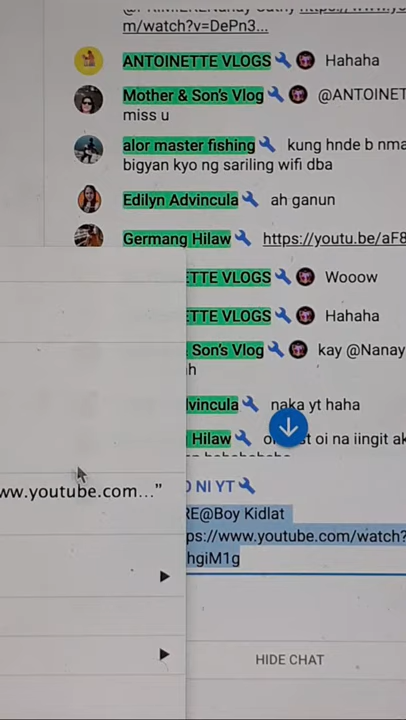 m/watch?v=DePn3...
ANTOINETTE VLOGS Hahaha
Mother & Son's Vlog @ANTOINET
miss u
alor master fishing kung hnde b nma
bigyan kyo ng sariling wifi dba
Edilyn Advincula ah ganun
Germang Hilaw https://youtu.be/aF8
ETTE VLOGS Wooow
ETTE VLOGS Hahaha
Son's Vlog kay @Nanay
h
lvincula naka yt haha
Hilaw st oi na iingit ak
ww.youtube.com..."
O NI YT
RE@Boy Kidlat
ps://www.youtube.com/watch?
hgiM1g
HIDE CHAT